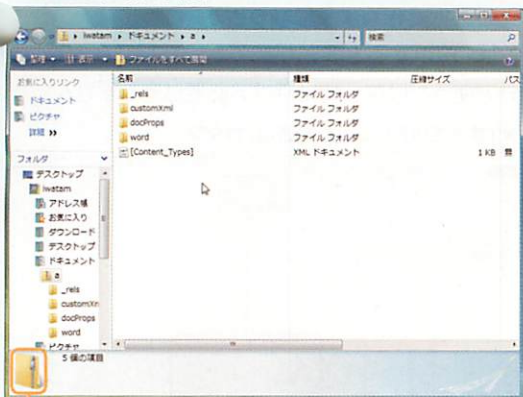 Iwatam ▸ ドキュメント ▸ a ▸
検索
整理 表示 ファイルをすべて展開
お気に入りリンク
ドキュメント
ピクチャ
詳細 »
フォルダ
デスクトップ
Iwatam
アドレス帳
お気に入り
ダウンロード
デスクトップ
ドキュメント
a
_rels
customXm
docProps
word
ピクチャ
名前 種類 圧縮サイズ パス
_rels ファイル フォルダ
customXml ファイル フォルダ
docProps ファイル フォルダ
word ファイル フォルダ
[Content_Types] XML ドキュメント 1 KB 無
5 個の項目